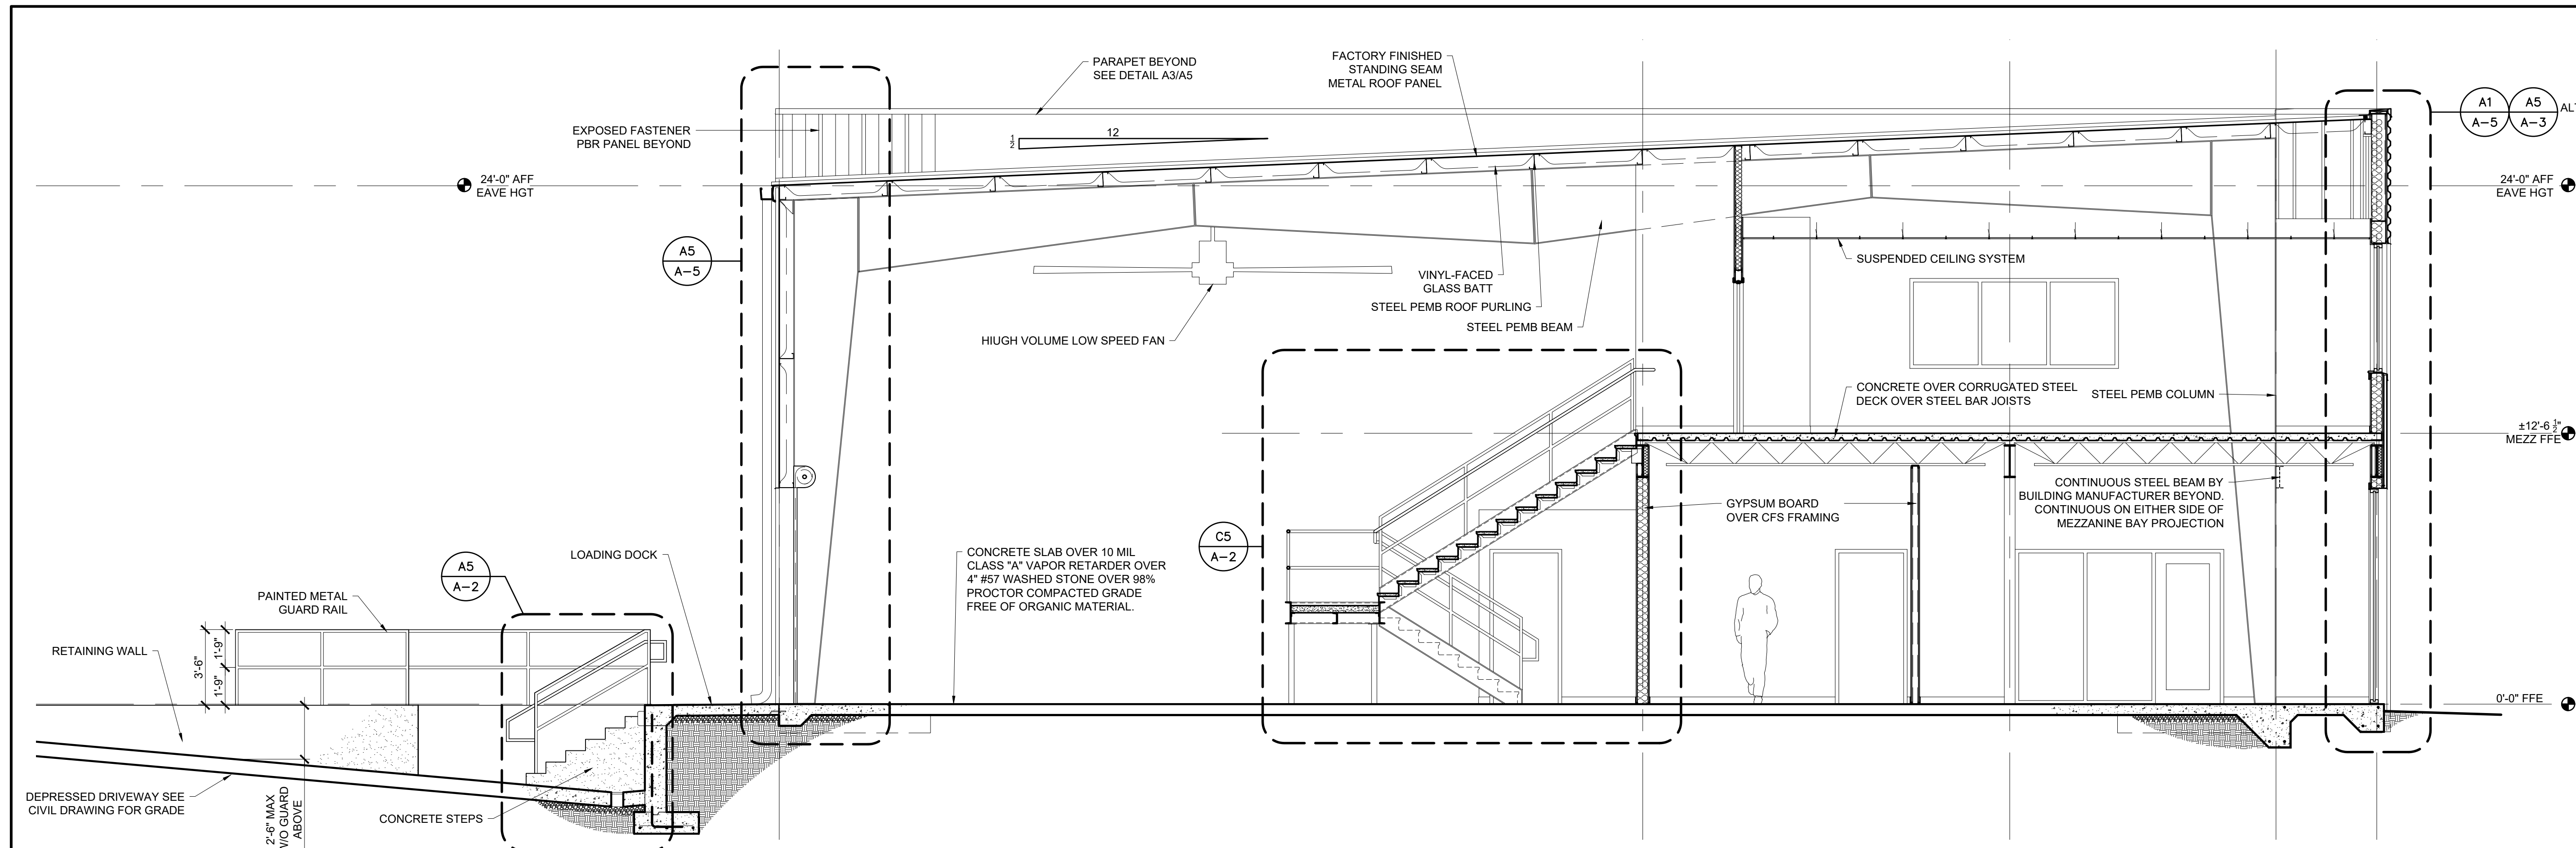 PARAPET BEYOND
SEE DETAIL A3/A5
FACTORY FINISHED
STANDING SEAM
METAL ROOF PANEL
A1
A-5
A5
A-3
EXPOSED FASTENER
PBR PANEL BEYOND
12
1/2
24'-0" AFF
EAVE HGT
24'-0" AFF
EAVE HGT
A5
A-5
SUSPENDED CEILING SYSTEM
VINYL-FACED
GLASS BATT
STEEL PEMB ROOF PURLING
STEEL PEMB BEAM
HIUGH VOLUME LOW SPEED FAN
CONCRETE OVER CORRUGATED STEEL
DECK OVER STEEL BAR JOISTS
STEEL PEMB COLUMN
±12'-6 1/2"
MEZZ FFE
CONTINUOUS STEEL BEAM BY
BUILDING MANUFACTURER BEYOND.
CONTINUOUS ON EITHER SIDE OF
MEZZANINE BAY PROJECTION
GYPSUM BOARD
OVER CFS FRAMING
C5
A-2
LOADING DOCK
CONCRETE SLAB OVER 10 MIL
CLASS "A" VAPOR RETARDER OVER
4" #57 WASHED STONE OVER 98%
PROCTOR COMPACTED GRADE
FREE OF ORGANIC MATERIAL.
A5
A-2
PAINTED METAL
GUARD RAIL
RETAINING WALL
3'-6"
1'-9"
1'-9"
0'-0" FFE
DEPRESSED DRIVEWAY SEE
CIVIL DRAWING FOR GRADE
2'-6" MAX
W/O GUARD
ABOVE
CONCRETE STEPS